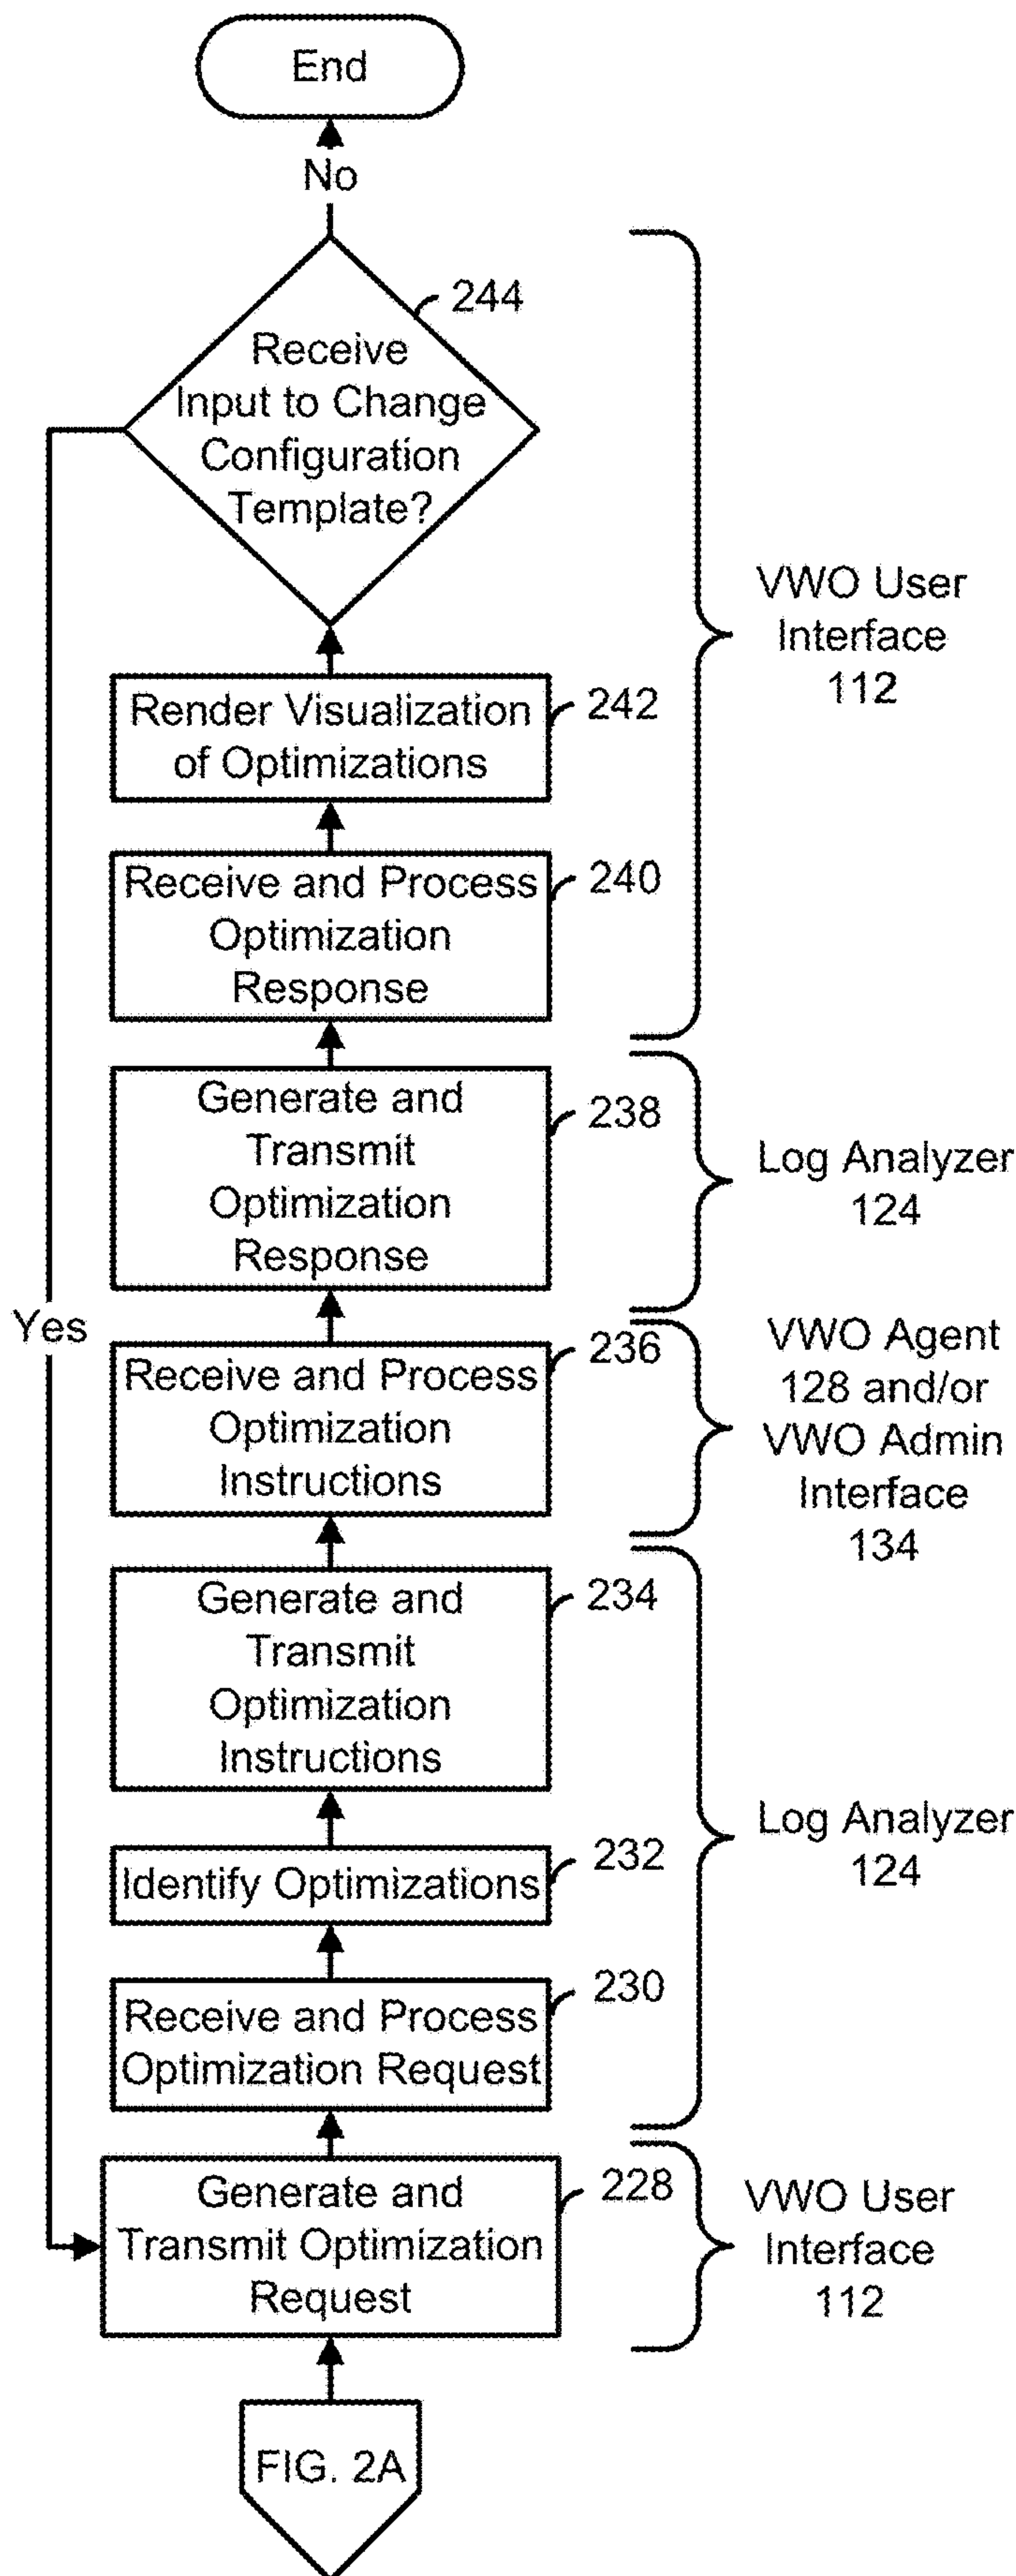 End
No
244
Receive
Input to Change
Configuration
Template?
VWO User
Interface
112
Render Visualization
of Optimizations
242
Receive and Process
Optimization
Response
240
Generate and
Transmit
Optimization
Response
238
Log Analyzer
124
Yes
Receive and Process
Optimization
Instructions
236
VWO Agent
128 and/or
VWO Admin
Interface
134
Generate and
Transmit
Optimization
Instructions
234
Identify Optimizations
232
Log Analyzer
124
Receive and Process
Optimization Request
230
Generate and
Transmit Optimization
Request
228
VWO User
Interface
112
FIG. 2A